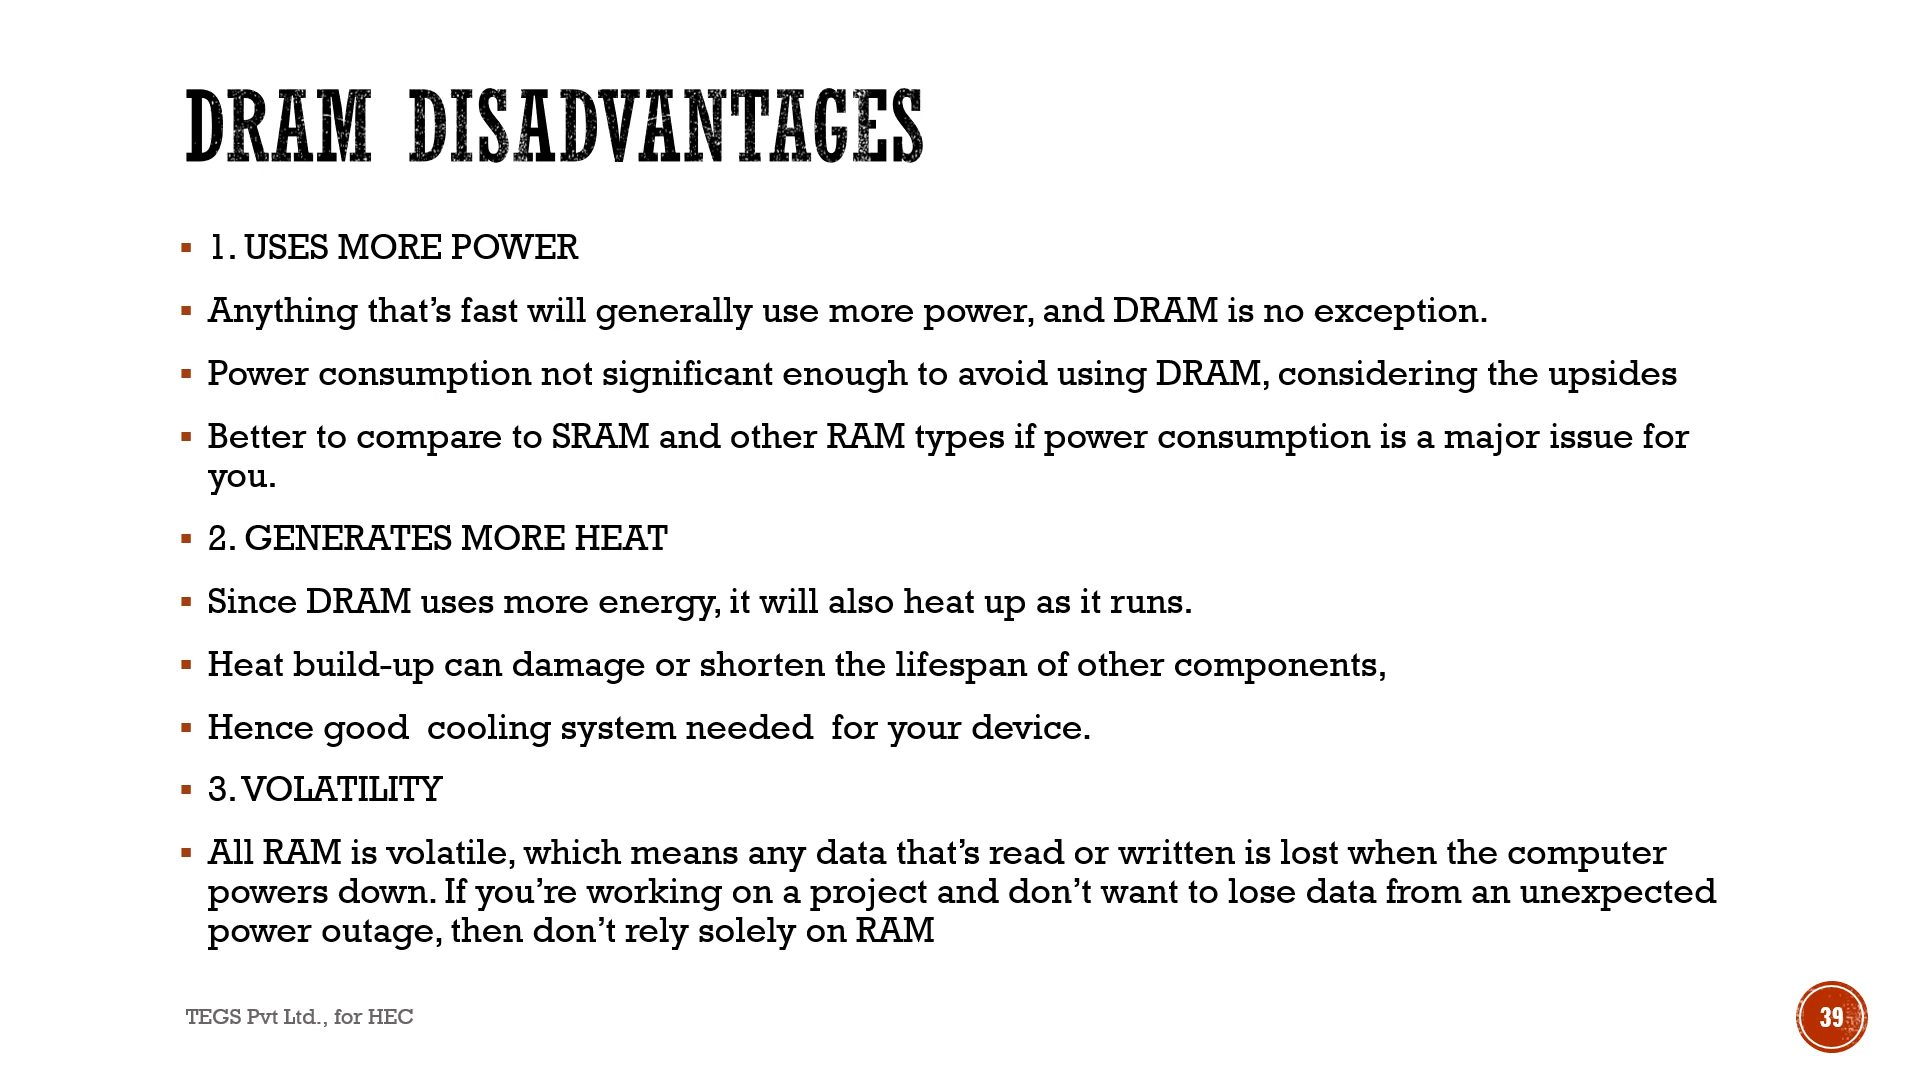 DRAM DISADVANTAGES
▪ 1. USES MORE POWER
▪ Anything that’s fast will generally use more power, and DRAM is no exception.
▪ Power consumption not significant enough to avoid using DRAM, considering the upsides
▪ Better to compare to SRAM and other RAM types if power consumption is a major issue for
you.
▪ 2. GENERATES MORE HEAT
▪ Since DRAM uses more energy, it will also heat up as it runs.
▪ Heat build-up can damage or shorten the lifespan of other components,
▪ Hence good  cooling system needed  for your device.
▪ 3. VOLATILITY
▪ All RAM is volatile, which means any data that’s read or written is lost when the computer
powers down. If you’re working on a project and don’t want to lose data from an unexpected
power outage, then don’t rely solely on RAM
TEGS Pvt Ltd., for HEC
39